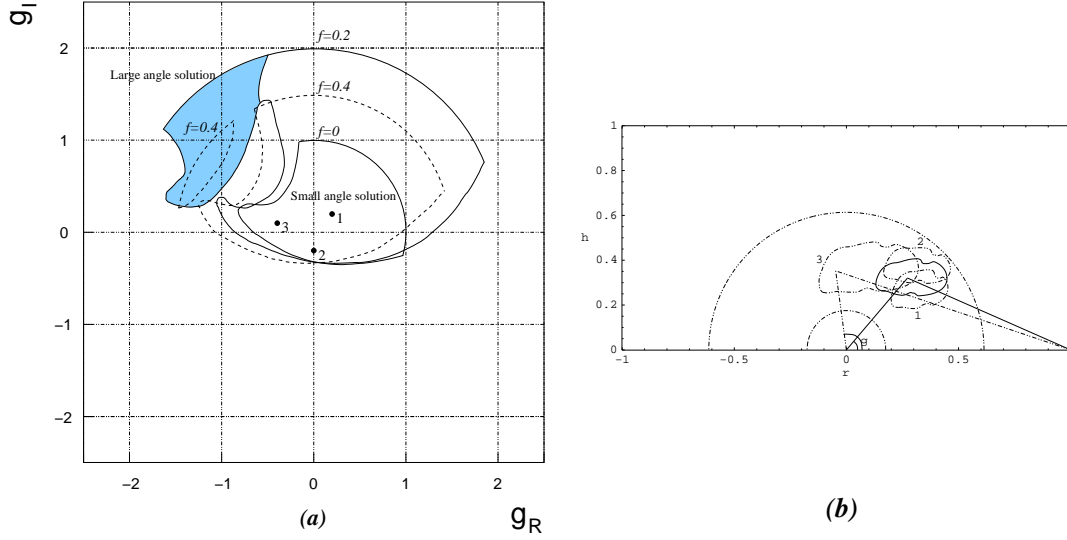 g_I
2
1
0
−1
−2
−2
−1
0
1
2
g_R
f=0.2
Large angle solution
f=0.4
f=0.4
f=0
Small angle solution
1
3
2
(a)
1
0.8
0.6
h
0.4
0.2
0
-1
-0.5
0
0.5
r
3
2
1
g
(b)